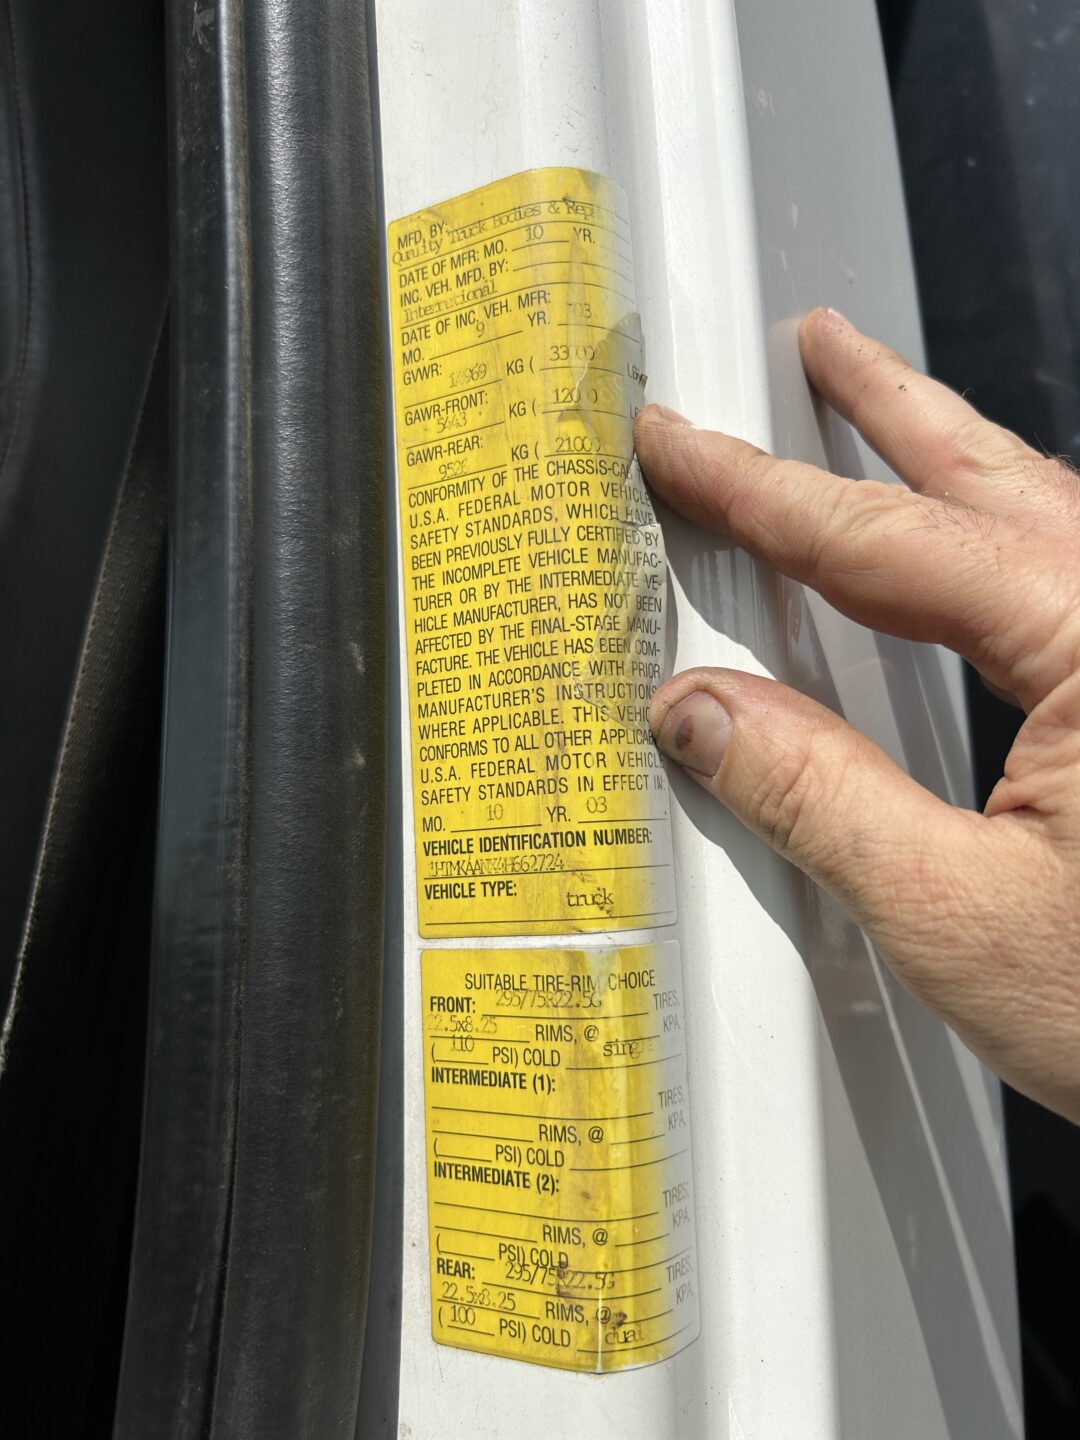 MFD. BY:
Quality Truck Bodies & Rep
DATE OF MFR: MO. 10 YR.
INC. VEH. MFD. BY:
International
DATE OF INC. VEH. MFR:
MO. 9 YR. 03
GVWR: 14969 KG ( 33000 LB
GAWR-FRONT:
5443 KG ( 12000
GAWR-REAR:
KG ( 21000
CONFORMITY OF THE CHASSIS-CA
U.S.A. FEDERAL MOTOR VEHICLE
SAFETY STANDARDS, WHICH HAVE
BEEN PREVIOUSLY FULLY CERTIFIED BY
THE INCOMPLETE VEHICLE MANUFAC-
TURER OR BY THE INTERMEDIATE VE-
HICLE MANUFACTURER, HAS NOT BEEN
AFFECTED BY THE FINAL-STAGE MANU-
FACTURE. THE VEHICLE HAS BEEN COM-
PLETED IN ACCORDANCE WITH PRIOR
MANUFACTURER'S INSTRUCTIONS
WHERE APPLICABLE. THIS VEHIC
CONFORMS TO ALL OTHER APPLICAB
U.S.A. FEDERAL MOTOR VEHICLE
SAFETY STANDARDS IN EFFECT IN:
MO. 10 YR. 03
VEHICLE IDENTIFICATION NUMBER:
VEHICLE TYPE: truck
SUITABLE TIRE-RIM CHOICE
FRONT: 295/75R22.5G TIRES,
22.5x8.25 RIMS, @ KPA
( 110 PSI) COLD single
INTERMEDIATE (1):
TIRES,
RIMS, @ KPA
( PSI) COLD
INTERMEDIATE (2):
TIRES,
RIMS, @ KPA
( PSI) COLD
REAR: 295/75R22.5G TIRES,
22.5x8.25 RIMS, @ KPA
( 100 PSI) COLD dual